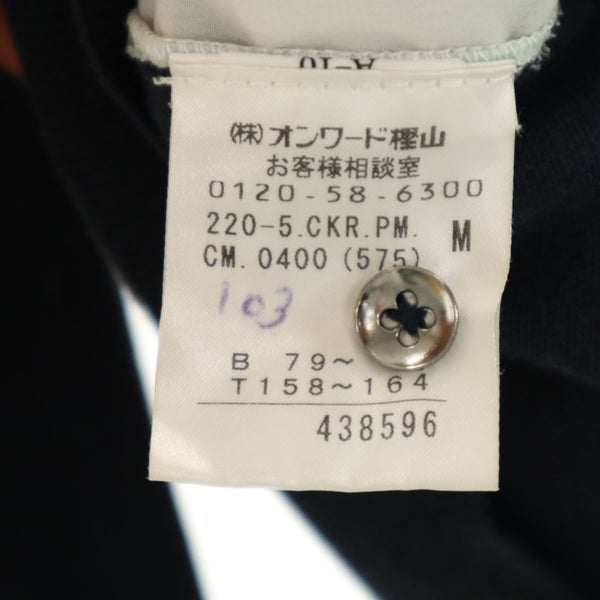 A-10
(株)オンワード樫山
お客様相談室
0120-58-6300
220-5.CKR.PM.
CM.0400(575)
M
103
B 79~
T158~164
438596